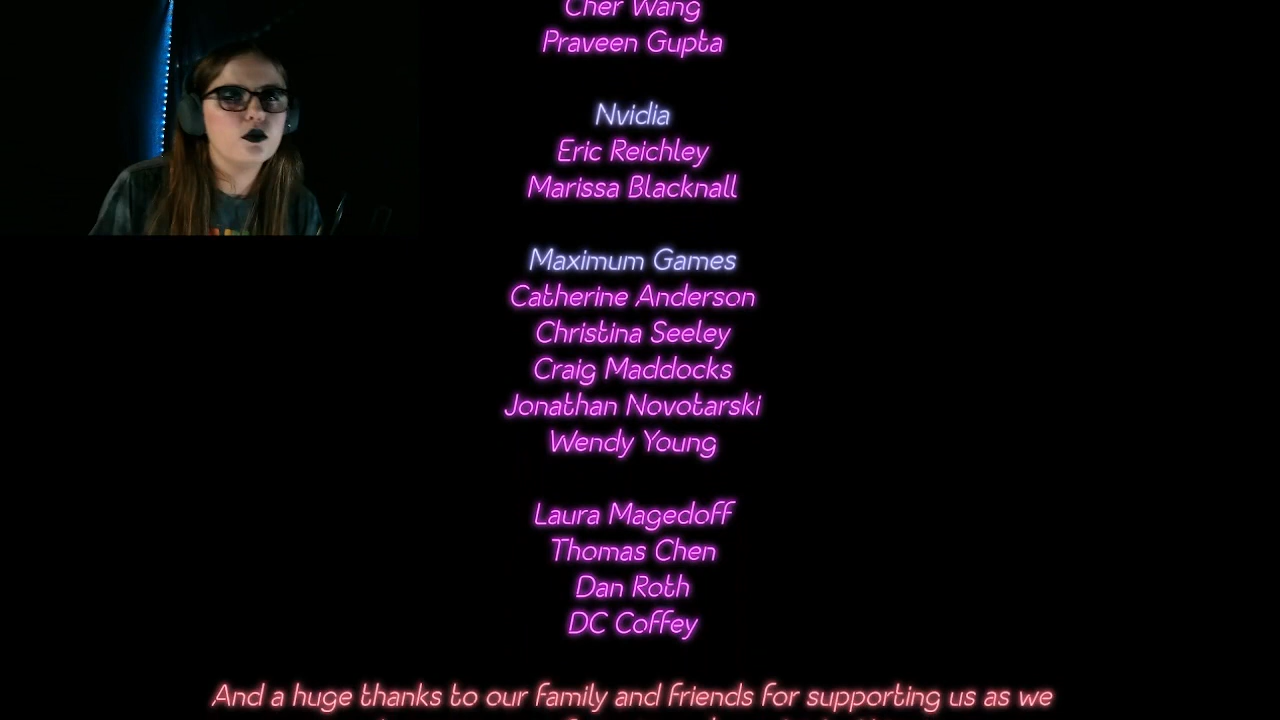 Cher Wang
Praveen Gupta
Nvidia
Eric Reichley
Marissa Blacknall
Maximum Games
Catherine Anderson
Christina Seeley
Craig Maddocks
Jonathan Novotarski
Wendy Young
Laura Magedoff
Thomas Chen
Dan Roth
DC Coffey
And a huge thanks to our family and friends for supporting us as we